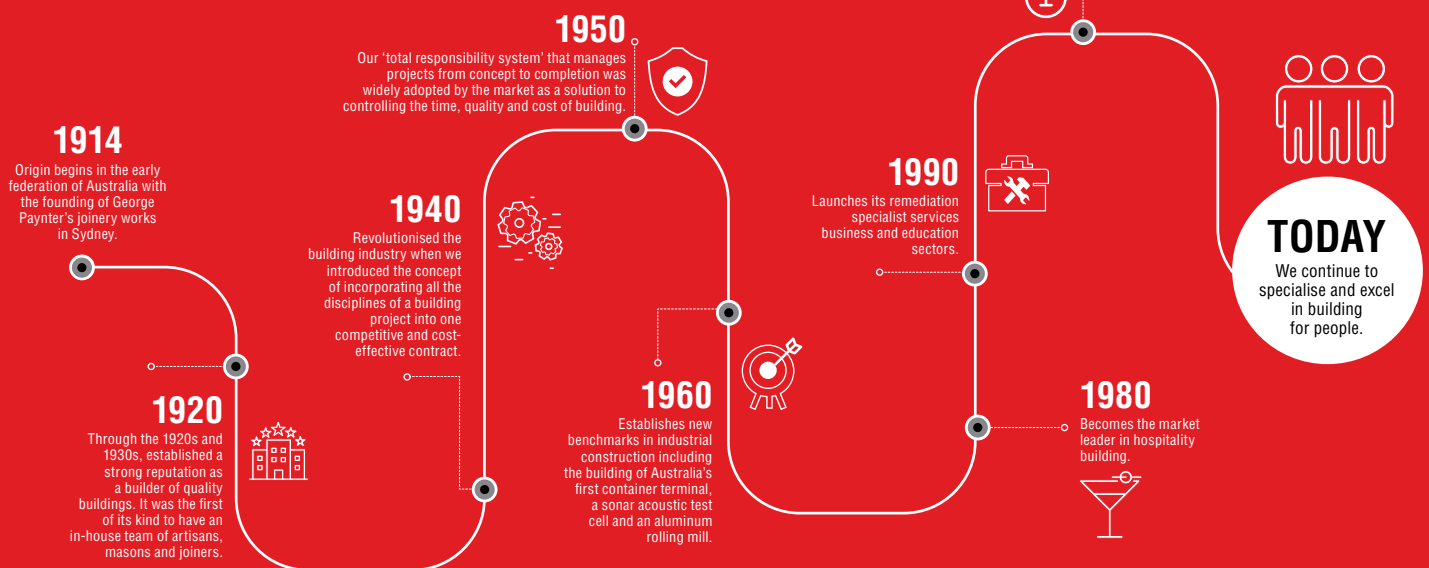 1914
Origin begins in the early
federation of Australia with
the founding of George
Paynter's joinery works
in Sydney.
1920
Through the 1920s and
1930s, established a
strong reputation as
a builder of quality
buildings. It was the first
of its kind to have an
in-house team of artisans,
masons and joiners.
1940
Revolutionised the
building industry when we
introduced the concept
of incorporating all the
disciplines of a building
project into one
competitive and cost-
effective contract.
1950
Our ‘total responsibility system’ that manages
projects from concept to completion was
widely adopted by the market as a solution to
controlling the time, quality and cost of building.
1960
Establishes new
benchmarks in industrial
construction including
the building of Australia's
first container terminal,
a sonar acoustic test
cell and an aluminum
rolling mill.
1980
Becomes the market
leader in hospitality
building.
1990
Launches its remediation
specialist services
business and education
sectors.
TODAY
We continue to
specialise and excel
in building
for people.